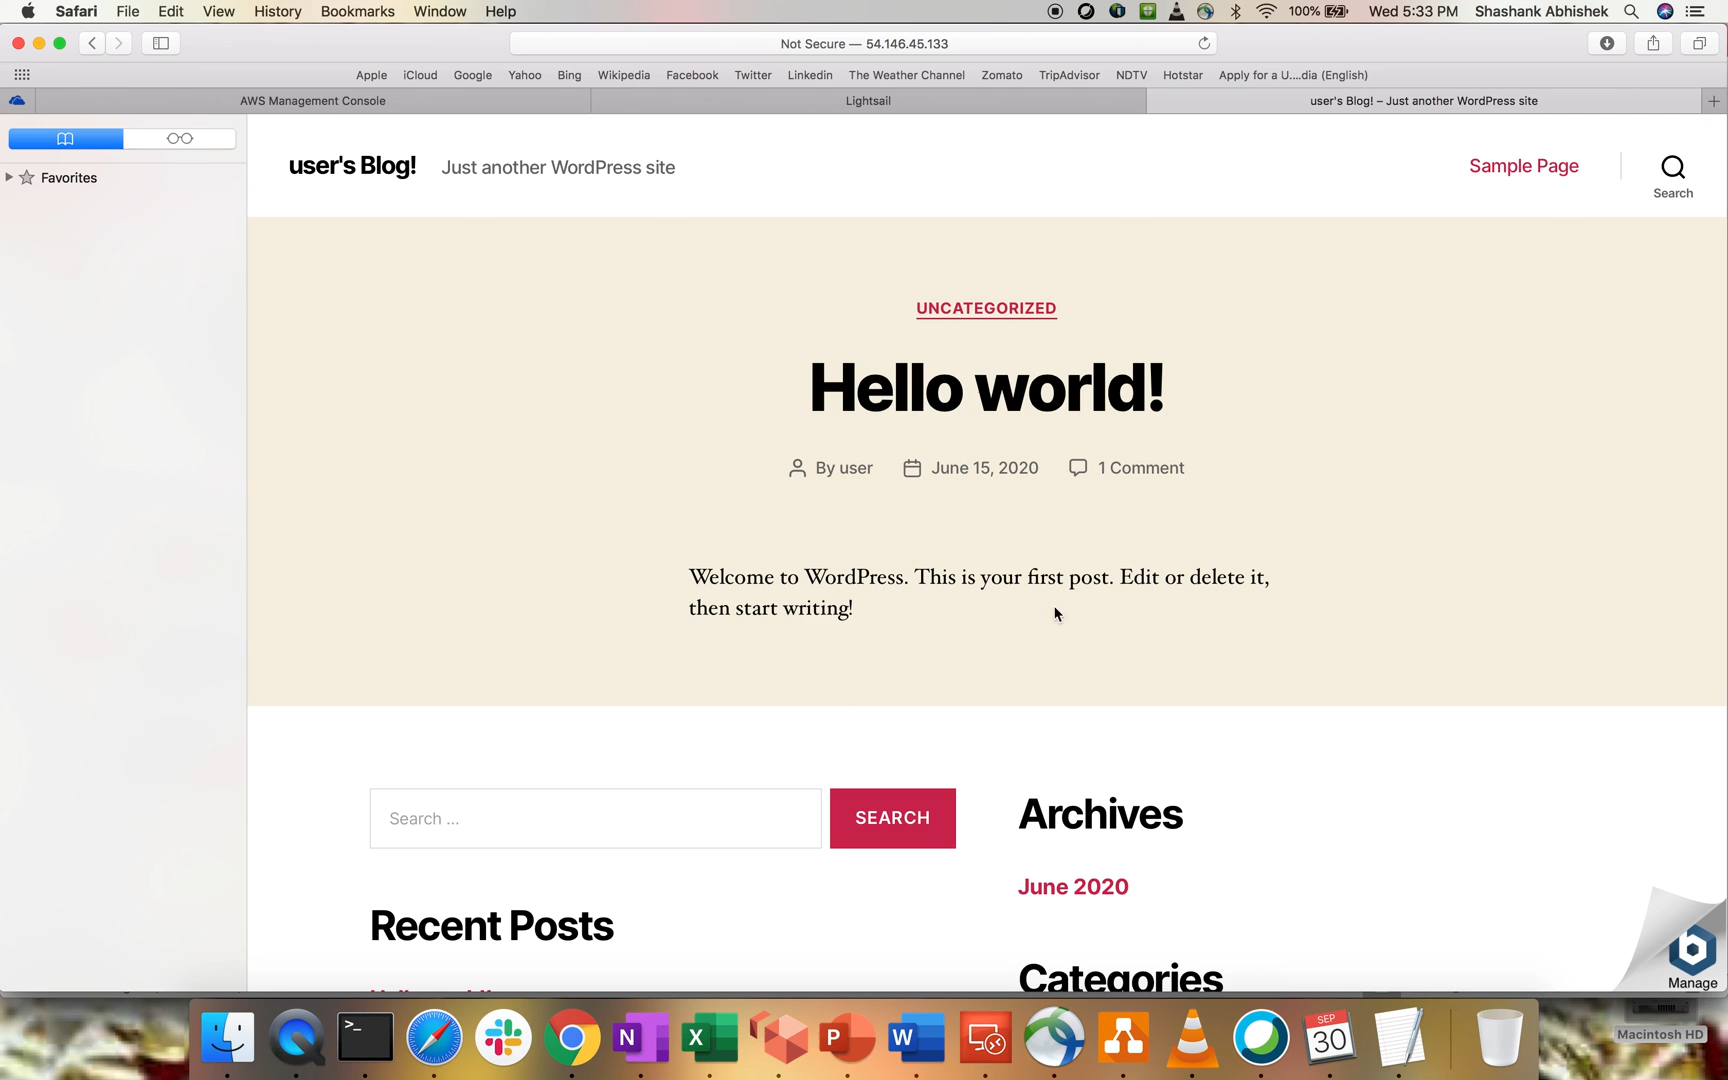 Safari File Edit View History Bookmarks Window Help 100% Wed 5:33 PM Shashank Abhishek
Not Secure — 54.146.45.133
Apple iCloud Google Yahoo Bing Wikipedia Facebook Twitter Linkedin The Weather Channel Zomato TripAdvisor NDTV Hotstar Apply for a U....dia (English)
AWS Management Console Lightsail user's Blog! – Just another WordPress site
Favorites
user's Blog! Just another WordPress site Sample Page
Search
UNCATEGORIZED
Hello world!
By user June 15, 2020 1 Comment
Welcome to WordPress. This is your first post. Edit or delete it,
then start writing!
Search ... SEARCH
Archives
June 2020
Recent Posts
Categories
Manage
N X P W SEP 30
Macintosh HD